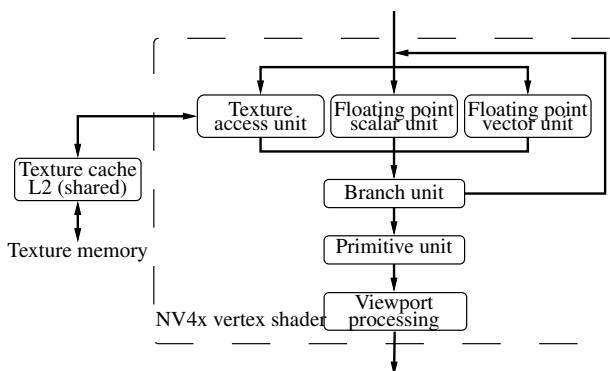 Texture
access unit
Floating point
scalar unit
Floating point
vector unit
Texture cache
L2 (shared)
Branch unit
Texture memory
Primitive unit
Viewport
processing
NV4x vertex shader